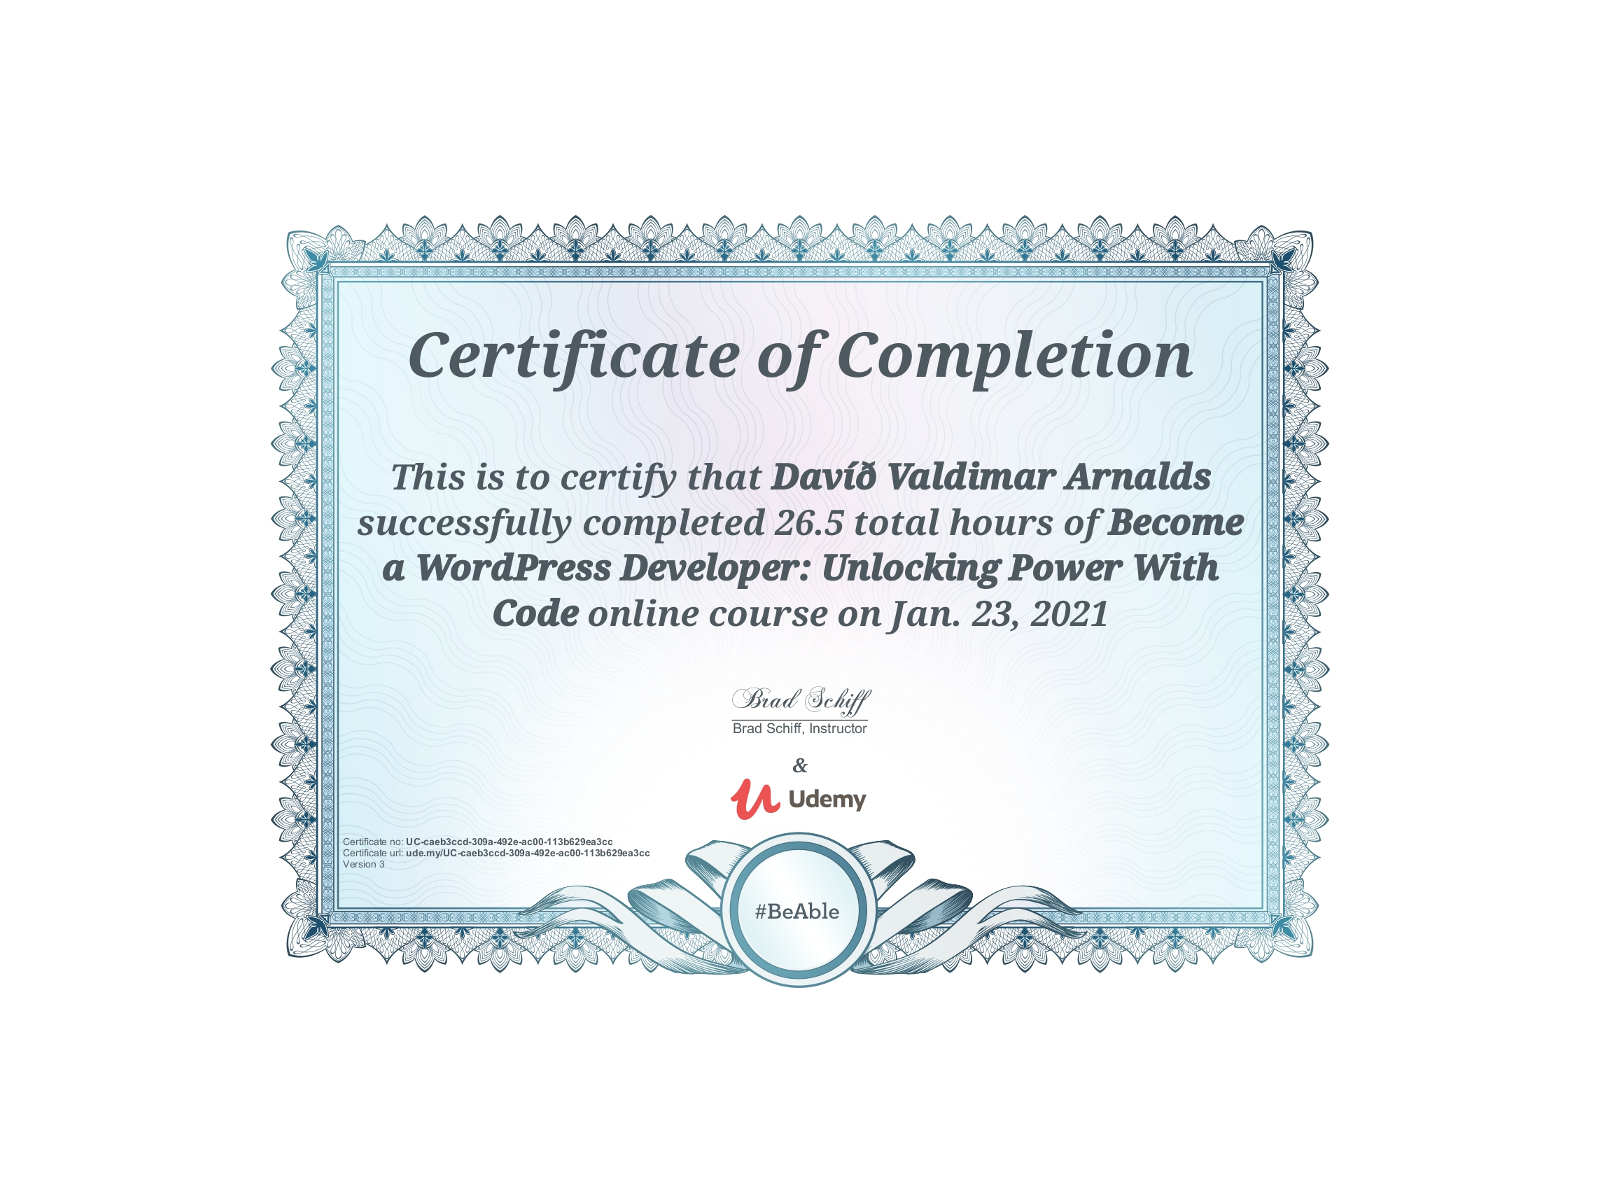 Certificate of Completion
This is to certify that Davíð Valdimar Arnalds
successfully completed 26.5 total hours of Become
a WordPress Developer: Unlocking Power With
Code online course on Jan. 23, 2021
Brad Schiff
Brad Schiff, Instructor
&
Udemy
Certificate no: UC-caeb3ccd-309a-492e-ac00-113b629ea3cc
Certificate url: ude.my/UC-caeb3ccd-309a-492e-ac00-113b629ea3cc
Version 3
#BeAble